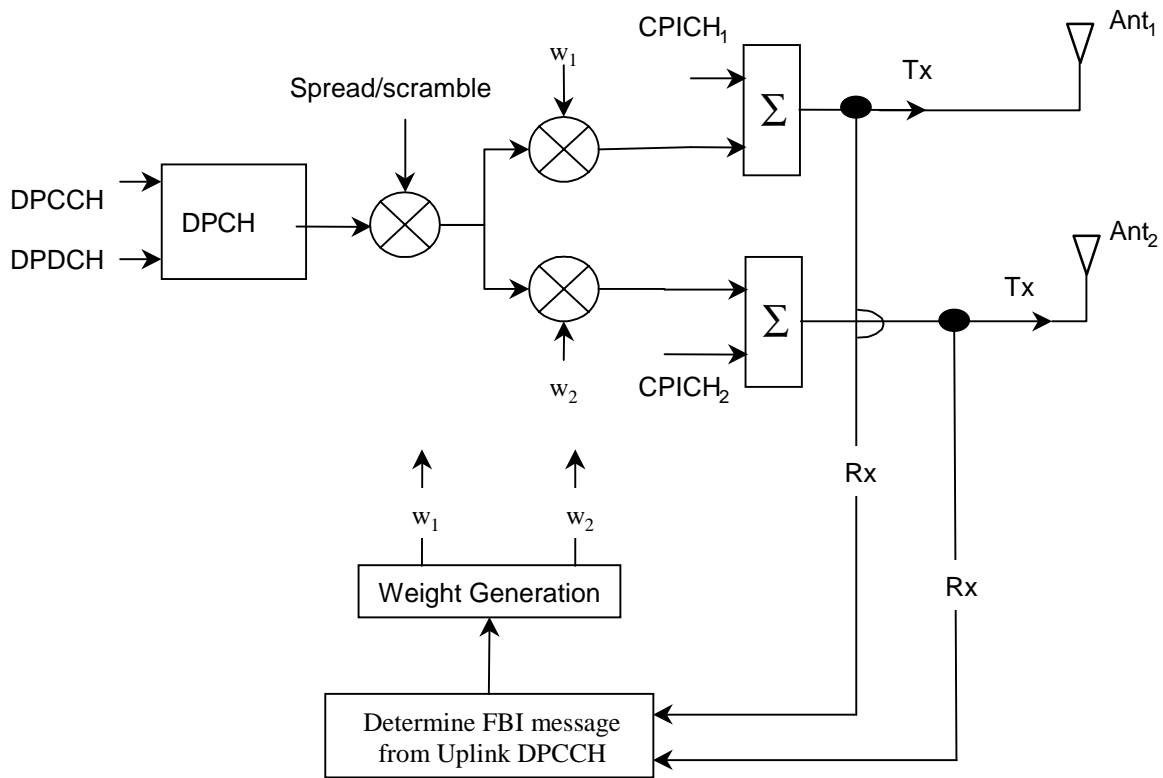 CPICH₁
Ant₁
w₁
Tx
Spread/scramble
Σ
DPCCH
DPCH
DPDCH
Ant₂
Tx
Σ
w₂
CPICH₂
Rx
w₁
w₂
Rx
Weight Generation
Determine FBI message
from Uplink DPCCH